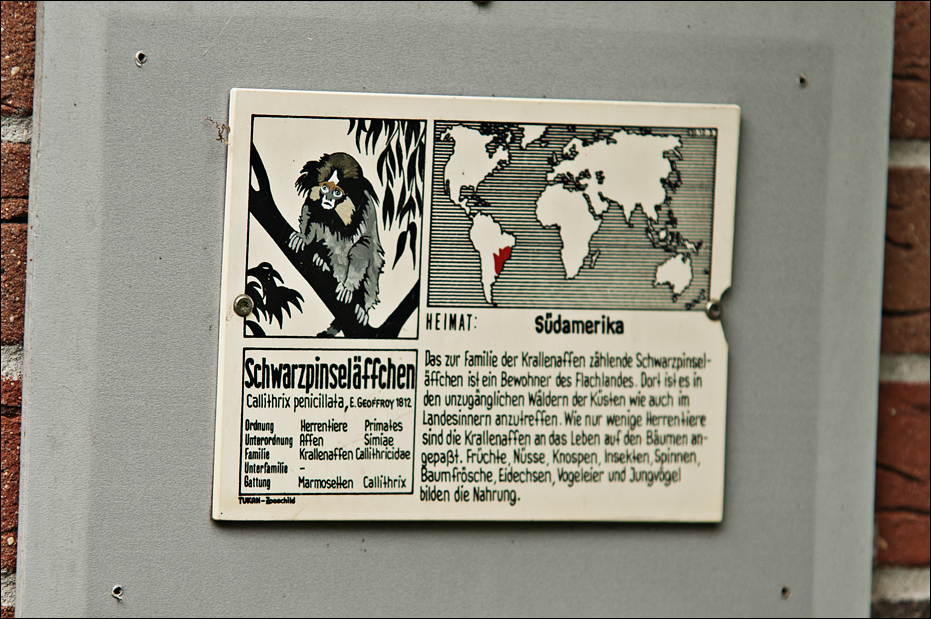 HEIMAT: Südamerika
Schwarzpinseläffchen
Callithrix penicillata, E. GEOFFROY 1812
Ordnung Herrentiere Primates
Unterordnung Affen Simiae
Familie Krallenaffen Callithricidae
Unterfamilie –
Gattung Marmosetten Callithrix
TUKAN-Zooschild
Das zur Familie der Krallenaffen zählende Schwarzpinsel-
äffchen ist ein Bewohner des Flachlandes. Dort ist es in
den unzugänglichen Wäldern der Küsten wie auch im
Landesinnern anzutreffen. Wie nur wenige Herrentiere
sind die Krallenaffen an das Leben auf den Bäumen an-
gepaßt. Früchte, Nüsse, Knospen, Insekten, Spinnen,
Baumfrösche, Eidechsen, Vogeleier und Jungvögel
bilden die Nahrung.